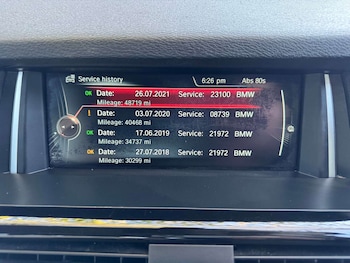 Service history 6:26 pm Abs 80s
OK Date: 26.07.2021 Service: 23100 BMW
Mileage: 48719 mi
! Date: 03.07.2020 Service: 08739 BMW
Mileage: 40468 mi
OK Date: 17.06.2019 Service: 21972 BMW
Mileage: 34737 mi
OK Date: 27.07.2018 Service: 21972 BMW
Mileage: 30299 mi